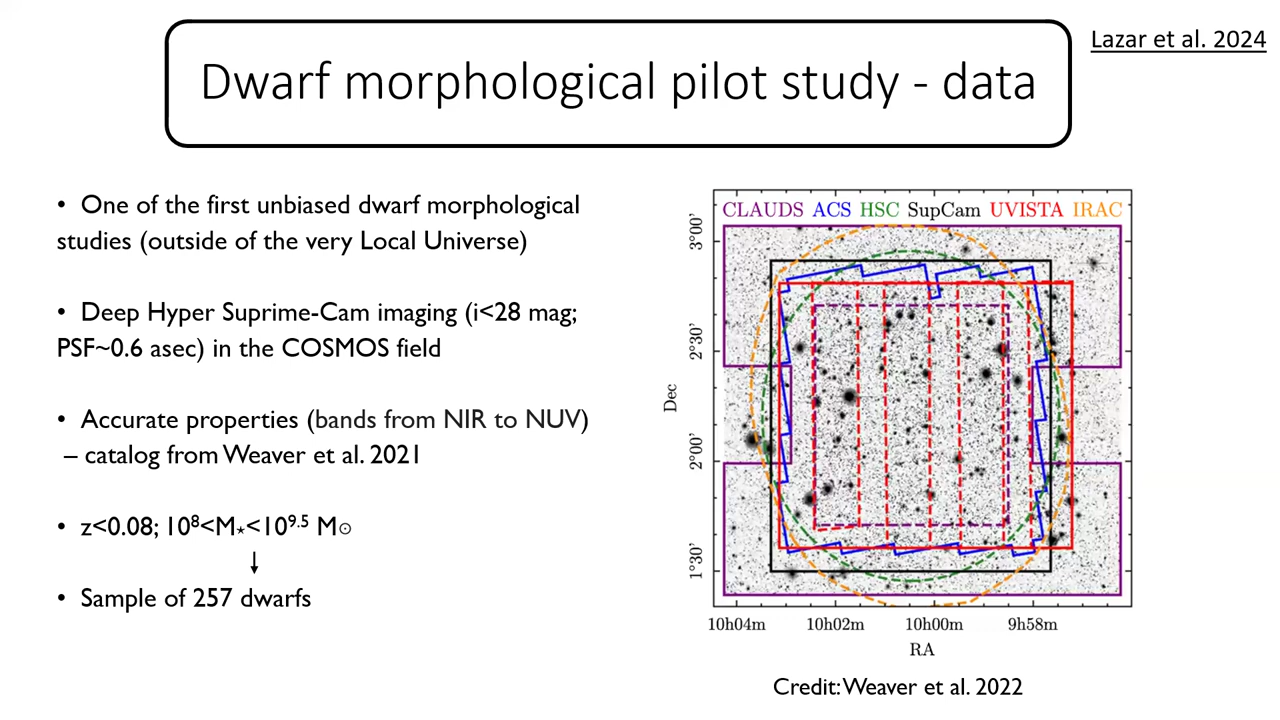 Lazar et al. 2024
Dwarf morphological pilot study - data
• One of the first unbiased dwarf morphological
studies (outside of the very Local Universe)
• Deep Hyper Suprime-Cam imaging (i<28 mag;
PSF~0.6 asec) in the COSMOS field
• Accurate properties (bands from NIR to NUV)
– catalog from Weaver et al. 2021
• z<0.08; 10⁸<M⋆<10⁹·⁵ M☉
↓
• Sample of 257 dwarfs
CLAUDS ACS HSC SupCam UVISTA IRAC
3°00'
2°30'
2°00'
1°30'
Dec
10h04m 10h02m 10h00m 9h58m
RA
Credit: Weaver et al. 2022